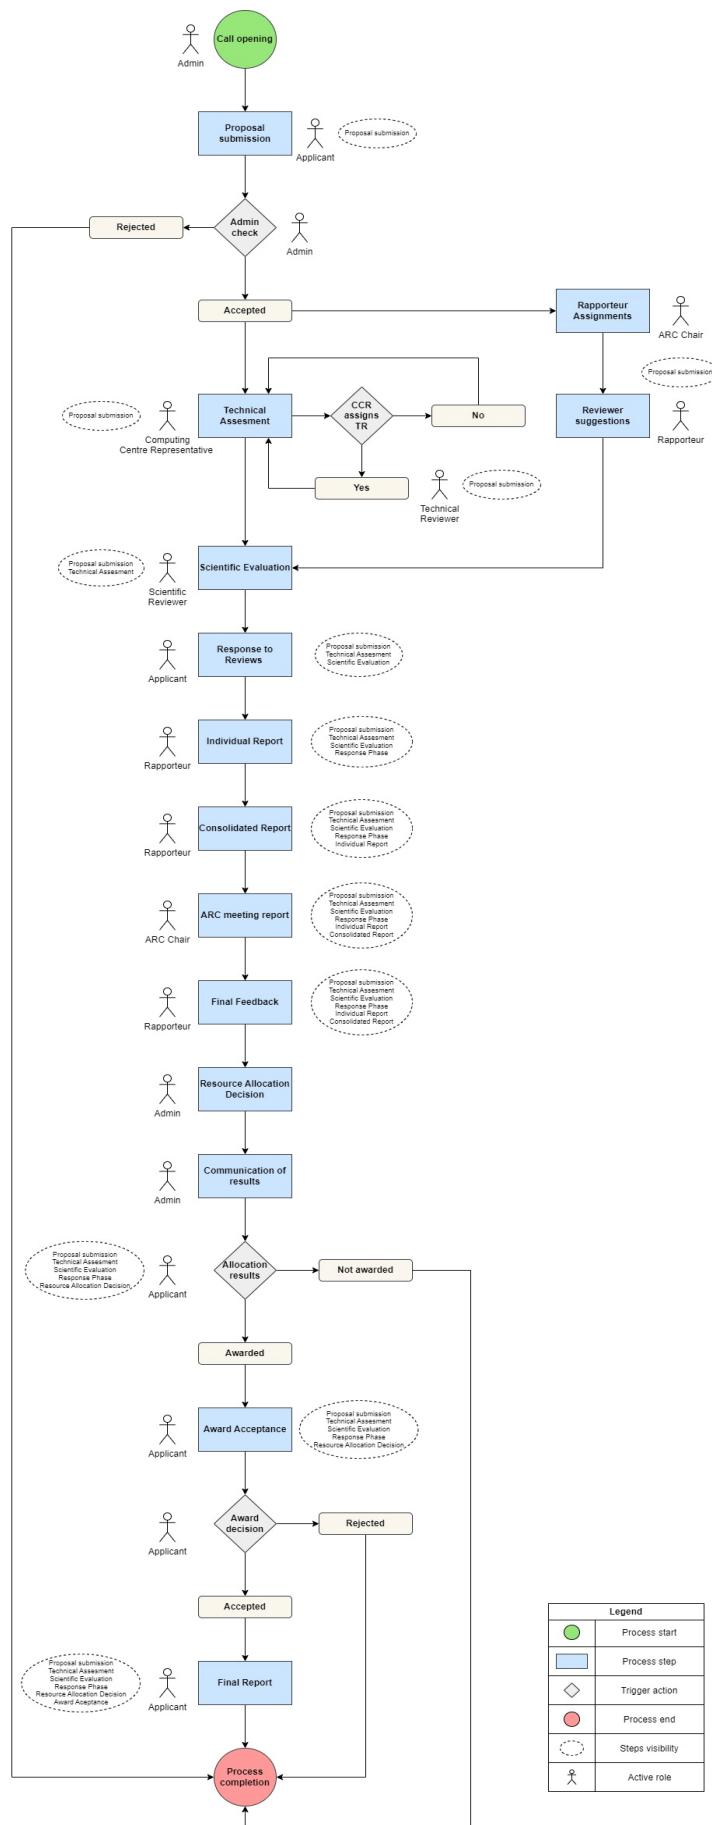 Call opening
Admin
Proposal
submission
Applicant
Proposal submission
Rejected
Admin
check
Admin
Accepted
Rapporteur
Assignments
ARC Chair
Proposal submission
Proposal submission
Computing
Centre Representative
Technical
Assesment
CCR
assigns
TR
No
Reviewer
suggestions
Rapporteur
Yes
Technical
Reviewer
Proposal submission
Proposal submission
Technical Assesment
Scientific
Reviewer
Scientific Evaluation
Applicant
Response to
Reviews
Proposal submission
Technical Assesment
Scientific Evaluation
Rapporteur
Individual Report
Proposal submission
Technical Assesment
Scientific Evaluation
Response Phase
Rapporteur
Consolidated Report
Proposal submission
Technical Assesment
Scientific Evaluation
Response Phase
Individual Report
ARC Chair
ARC meeting report
Proposal submission
Technical Assesment
Scientific Evaluation
Response Phase
Individual Report
Consolidated Report
Rapporteur
Final Feedback
Proposal submission
Technical Assesment
Scientific Evaluation
Response Phase
Individual Report
Consolidated Report
Admin
Resource Allocation
Decision
Admin
Communication of
results
Proposal submission
Technical Assesment
Scientific Evaluation
Response Phase
Resource Allocation Decision
Applicant
Allocation
results
Not awarded
Awarded
Applicant
Award Acceptance
Proposal submission
Technical Assesment
Scientific Evaluation
Response Phase
Resource Allocation Decision
Applicant
Award
decision
Rejected
Accepted
Proposal submission
Technical Assesment
Scientific Evaluation
Response Phase
Resource Allocation Decision
Award Aceptance
Applicant
Final Report
Process
completion
Legend
Process start
Process step
Trigger action
Process end
Steps visibility
Active role